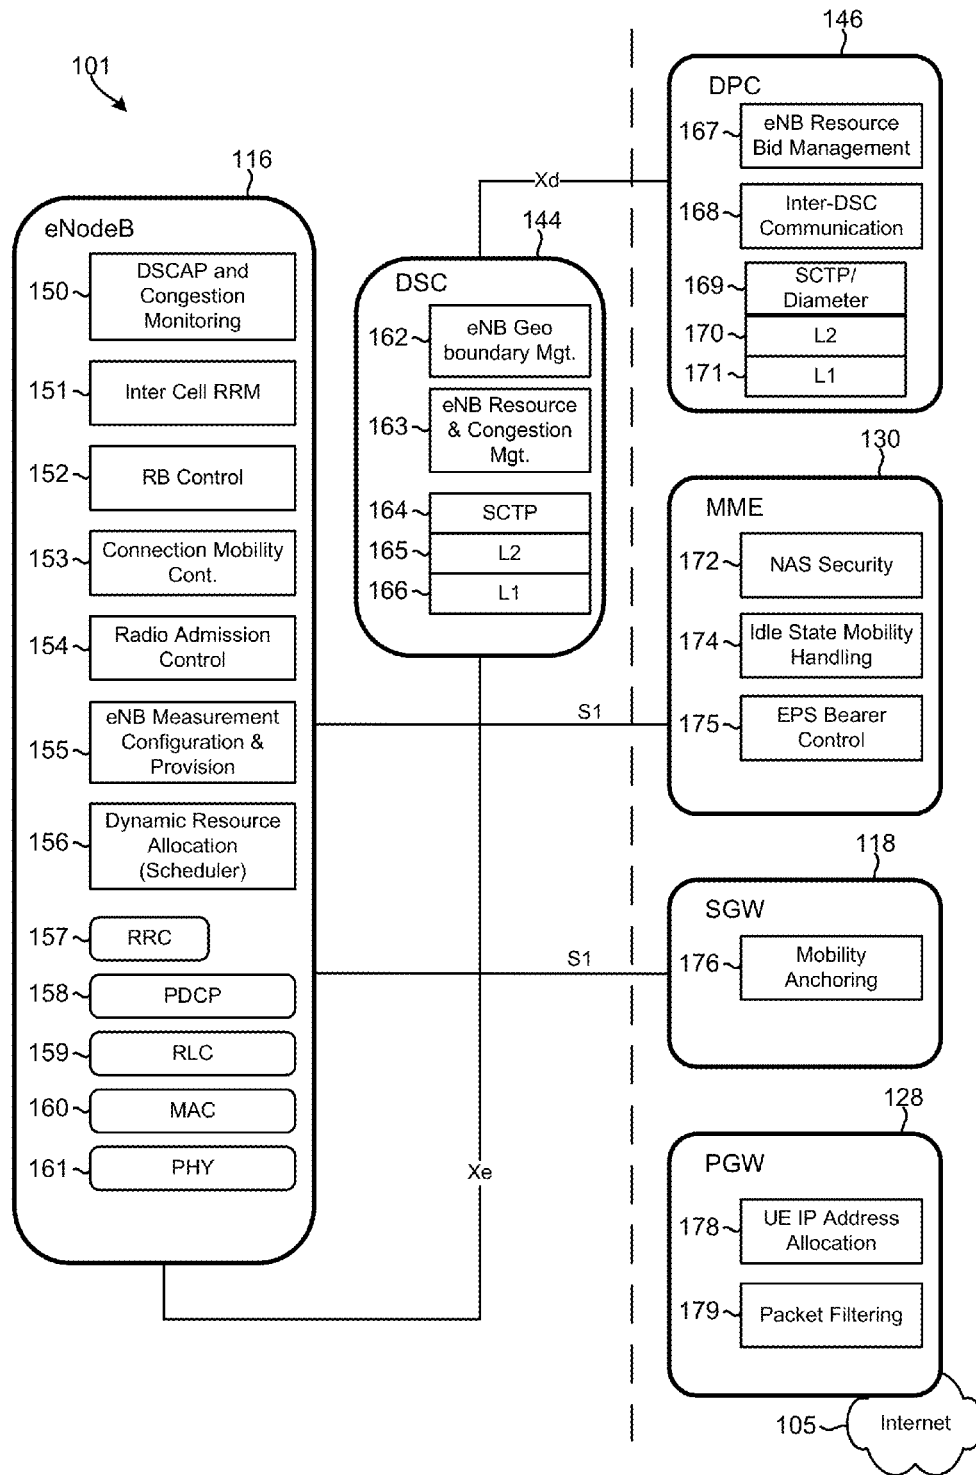 101
116
eNodeB
150
DSCAP and
Congestion
Monitoring
151
Inter Cell RRM
152
RB Control
153
Connection Mobility
Cont.
154
Radio Admission
Control
155
eNB Measurement
Configuration &
Provision
156
Dynamic Resource
Allocation
(Scheduler)
157
RRC
158
PDCP
159
RLC
160
MAC
161
PHY
Xd
144
DSC
162
eNB Geo
boundary Mgt.
163
eNB Resource
& Congestion
Mgt.
164
SCTP
165
L2
166
L1
S1
S1
Xe
146
DPC
167
eNB Resource
Bid Management
168
Inter-DSC
Communication
169
SCTP/
Diameter
170
L2
171
L1
130
MME
172
NAS Security
174
Idle State Mobility
Handling
175
EPS Bearer
Control
118
SGW
176
Mobility
Anchoring
128
PGW
178
UE IP Address
Allocation
179
Packet Filtering
105
Internet